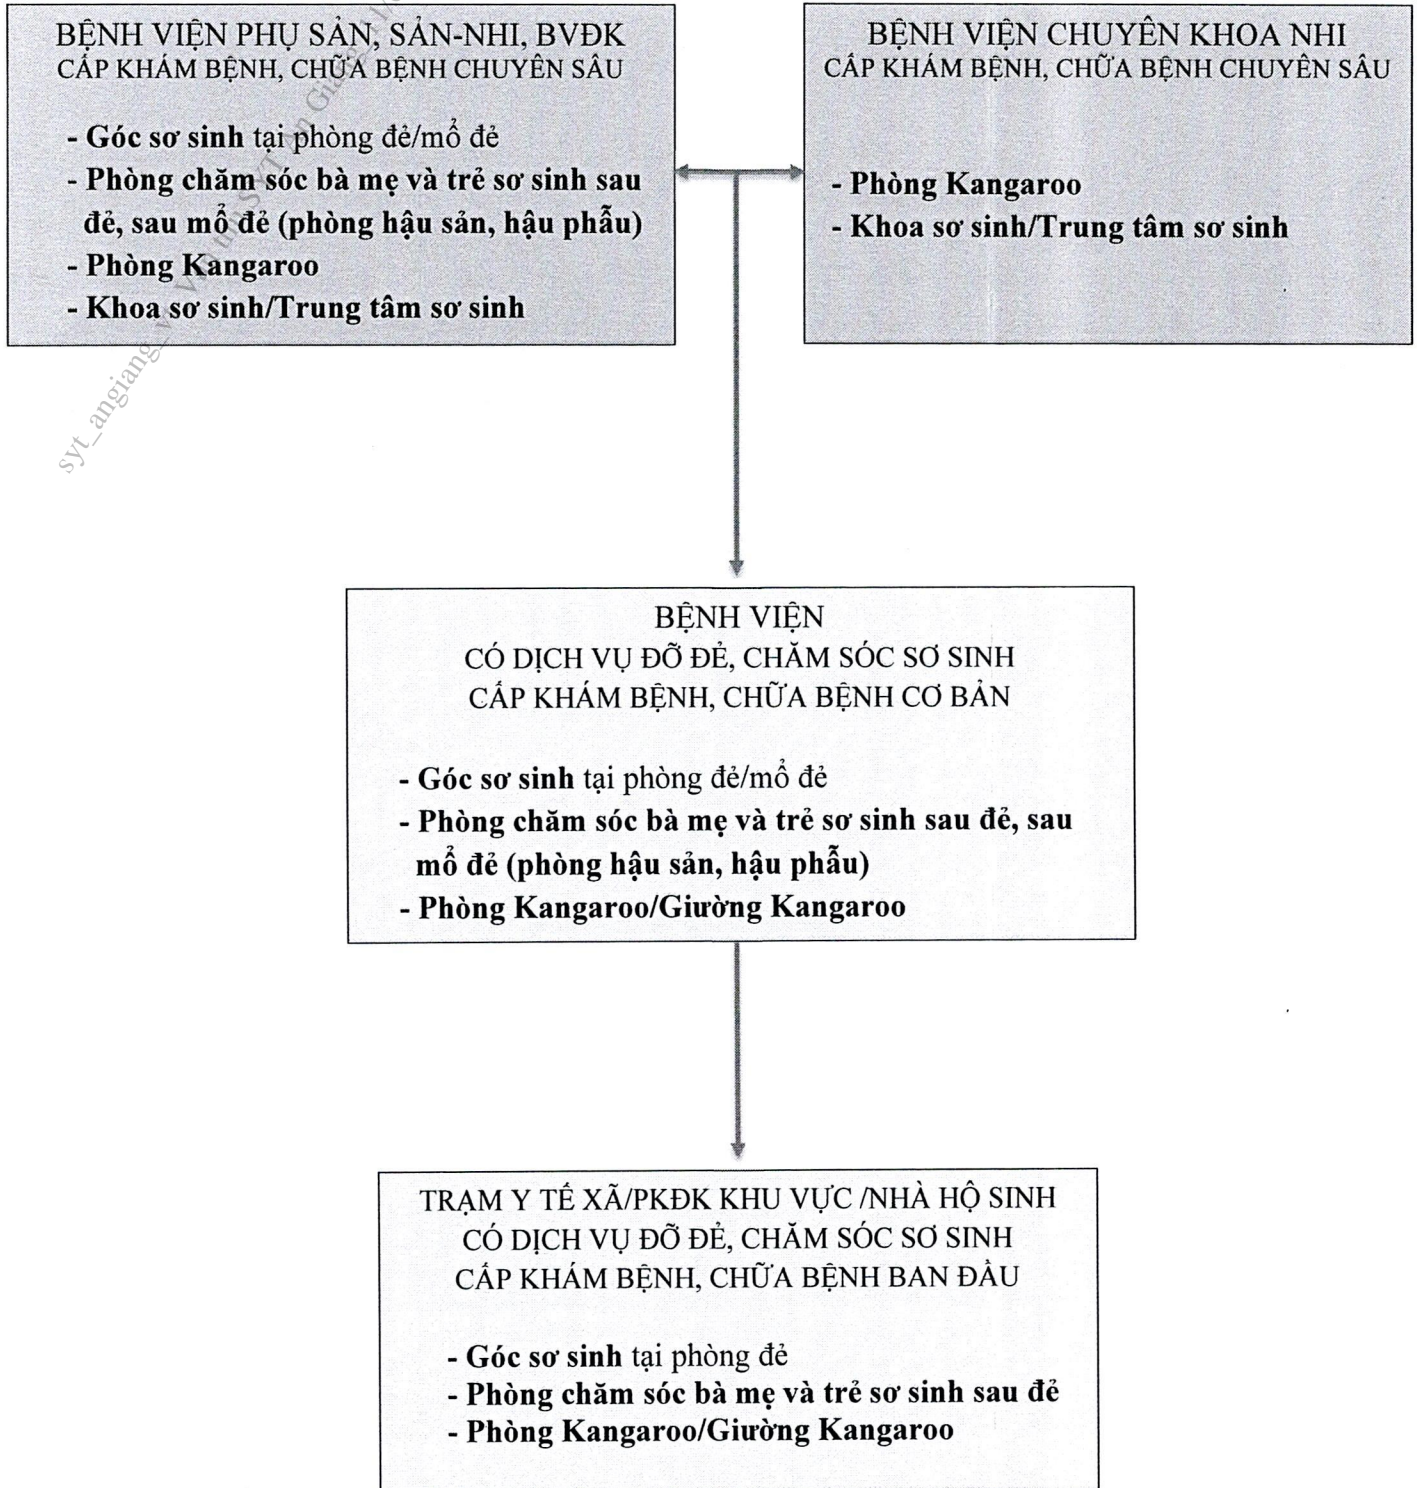 BỆNH VIỆN PHỤ SẢN, SẢN-NHI, BVĐK
CẤP KHÁM BỆNH, CHỮA BỆNH CHUYÊN SÂU
- Góc sơ sinh tại phòng đẻ/mổ đẻ
- Phòng chăm sóc bà mẹ và trẻ sơ sinh sau
đẻ, sau mổ đẻ (phòng hậu sản, hậu phẫu)
- Phòng Kangaroo
- Khoa sơ sinh/Trung tâm sơ sinh
BỆNH VIỆN CHUYÊN KHOA NHI
CẤP KHÁM BỆNH, CHỮA BỆNH CHUYÊN SÂU
- Phòng Kangaroo
- Khoa sơ sinh/Trung tâm sơ sinh
syt_angiang
BỆNH VIỆN
CÓ DỊCH VỤ ĐỠ ĐẺ, CHĂM SÓC SƠ SINH
CẤP KHÁM BỆNH, CHỮA BỆNH CƠ BẢN
- Góc sơ sinh tại phòng đẻ/mổ đẻ
- Phòng chăm sóc bà mẹ và trẻ sơ sinh sau đẻ, sau
mổ đẻ (phòng hậu sản, hậu phẫu)
- Phòng Kangaroo/Giường Kangaroo
TRẠM Y TẾ XÃ/PKĐK KHU VỰC /NHÀ HỘ SINH
CÓ DỊCH VỤ ĐỠ ĐẺ, CHĂM SÓC SƠ SINH
CẤP KHÁM BỆNH, CHỮA BỆNH BAN ĐẦU
- Góc sơ sinh tại phòng đẻ
- Phòng chăm sóc bà mẹ và trẻ sơ sinh sau đẻ
- Phòng Kangaroo/Giường Kangaroo